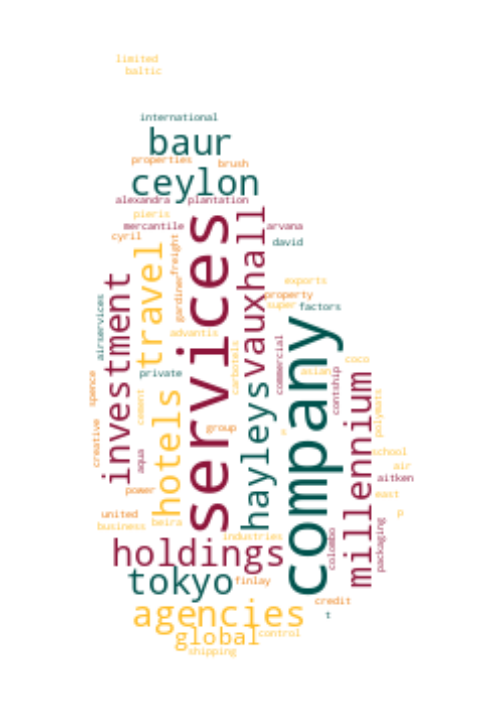 limited
baltic
international
baur
properties
brush
ceylon
alexandra
plantation
pieris
mercantile
arvana
cyril
david
services
vauxhall
travel
freight
gardiner
investment
airservices
exports
property
super
factors
company
advantis
carbotels
commercial
coco
private
asian
contship
millennium
polymats
spence
creative
cement
hotels
hayleys
group
x
school
air
aitken
aqua
power
east
p
united
business
beira
industries
colombo
packaging
holdings
tokyo
finlay
agencies
credit
t
global
control
shipping